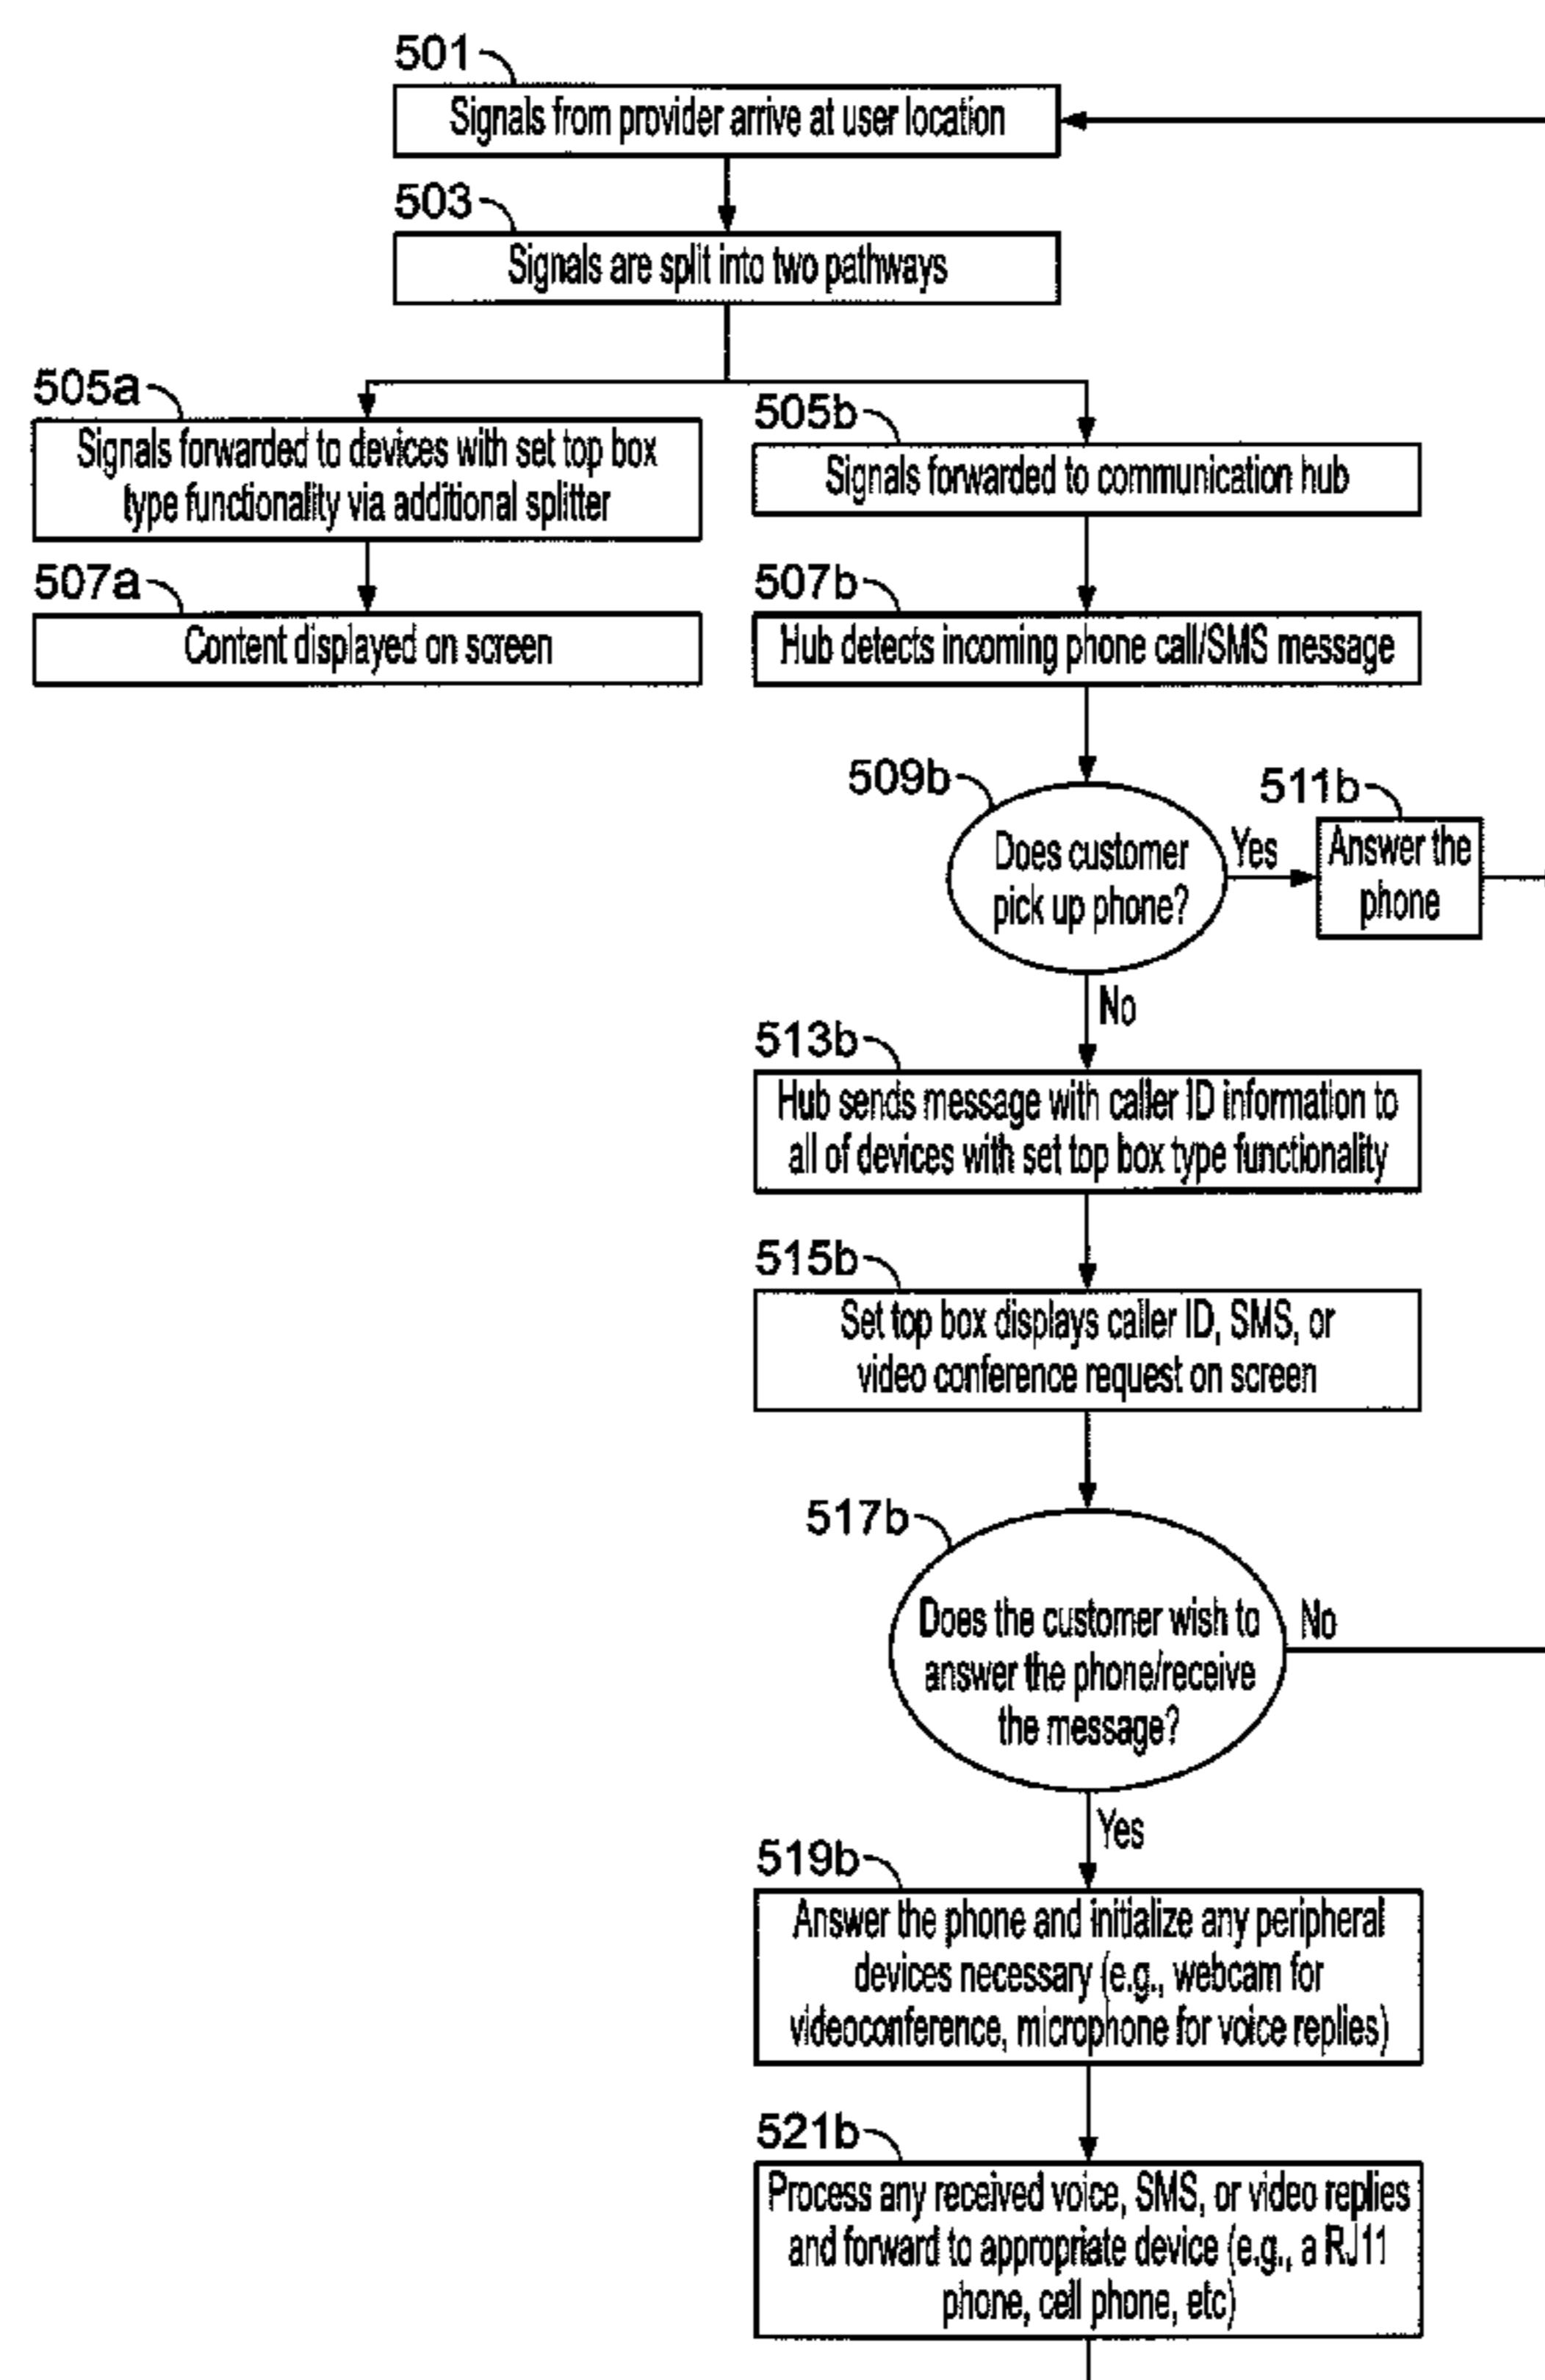 501
Signals from provider arrive at user location
503
Signals are split into two pathways
505a
Signals forwarded to devices with set top box
type functionality via additional splitter
505b
Signals forwarded to communication hub
507a
Content displayed on screen
507b
Hub detects incoming phone call/SMS message
509b
Does customer
pick up phone?
Yes
511b
Answer the
phone
No
513b
Hub sends message with caller ID information to
all of devices with set top box type functionality
515b
Set top box displays caller ID, SMS, or
video conference request on screen
517b
Does the customer wish to
answer the phone/receive
the message?
No
Yes
519b
Answer the phone and initialize any peripheral
devices necessary (e.g., webcam for
videoconference, microphone for voice replies)
521b
Process any received voice, SMS, or video replies
and forward to appropriate device (e.g., a RJ11
phone, cell phone, etc)